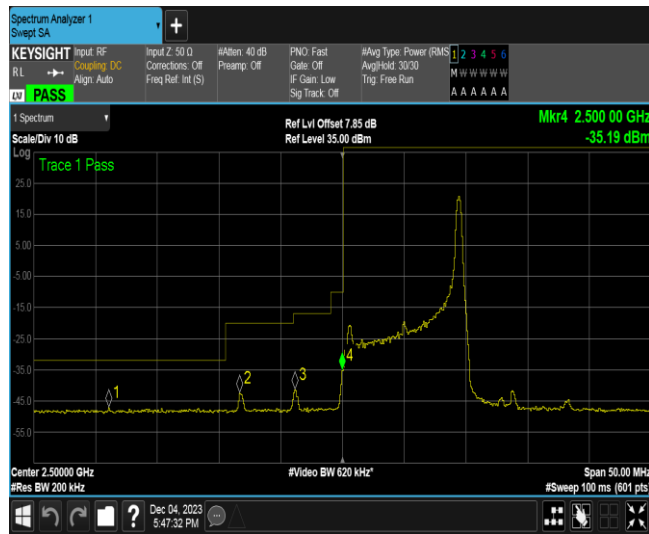 Spectrum Analyzer 1
Swept SA
+
KEYSIGHT
RL
LXI PASS
Input: RF
Coupling: DC
Align: Auto
Input Z: 50 Ω
Corrections: Off
Freq Ref: Int (S)
#Atten: 40 dB
Preamp: Off
PNO: Fast
Gate: Off
IF Gain: Low
Sig Track: Off
#Avg Type: Power (RMS
Avg|Hold: 30/30
Trig: Free Run
1 2 3 4 5 6
M W W W W W
A A A A A A
1 Spectrum
Scale/Div 10 dB
Ref Lvl Offset 7.85 dB
Ref Level 35.00 dBm
Mkr4 2.500 00 GHz
-35.19 dBm
Log
Trace 1 Pass
25.0
15.0
5.00
-5.00
-15.0
-25.0
-35.0
-45.0
-55.0
1
2
3
4
Center 2.50000 GHz
#Res BW 200 kHz
#Video BW 620 kHz*
Span 50.00 MHz
#Sweep 100 ms (601 pts)
?
Dec 04, 2023
5:47:32 PM